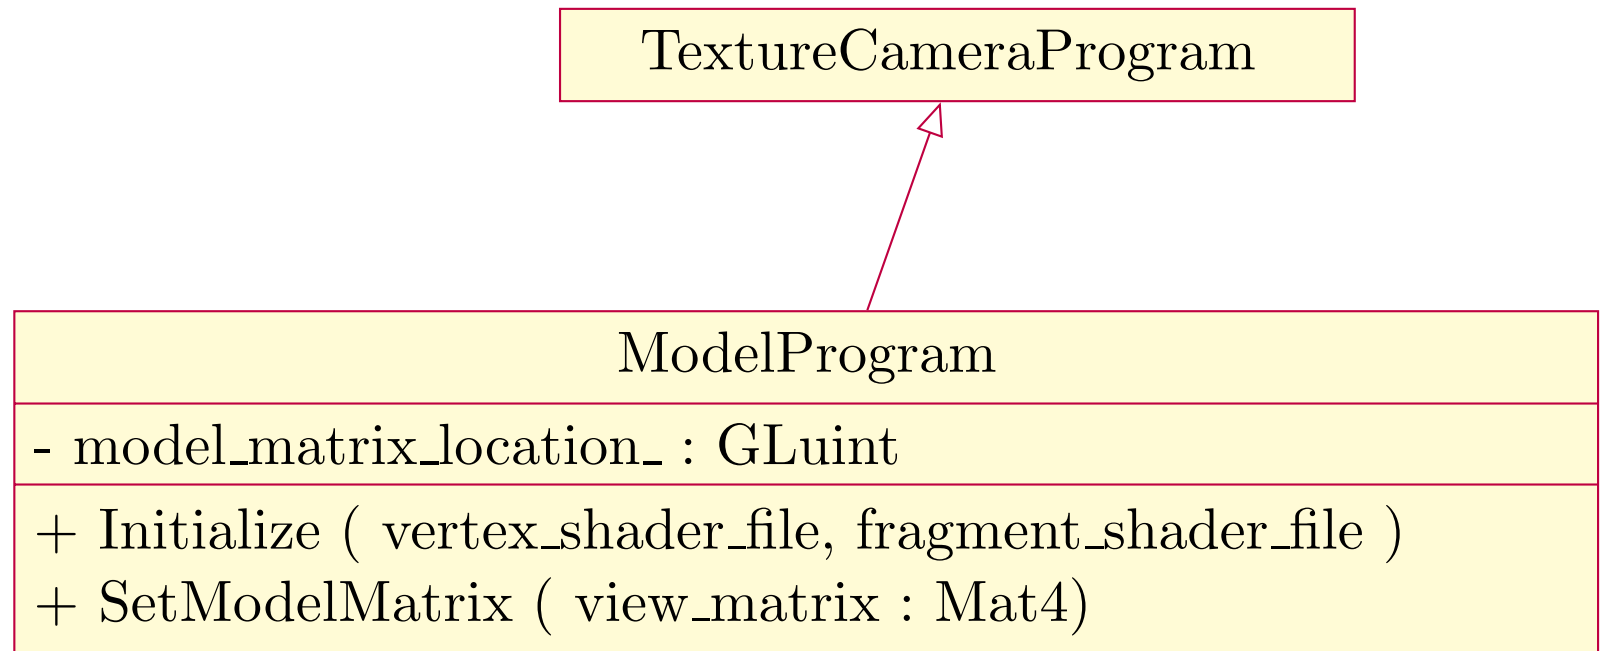 TextureCameraProgram
ModelProgram
- model_matrix_location_ : GLuint
+ Initialize ( vertex_shader_file, fragment_shader_file )
+ SetModelMatrix ( view_matrix : Mat4)